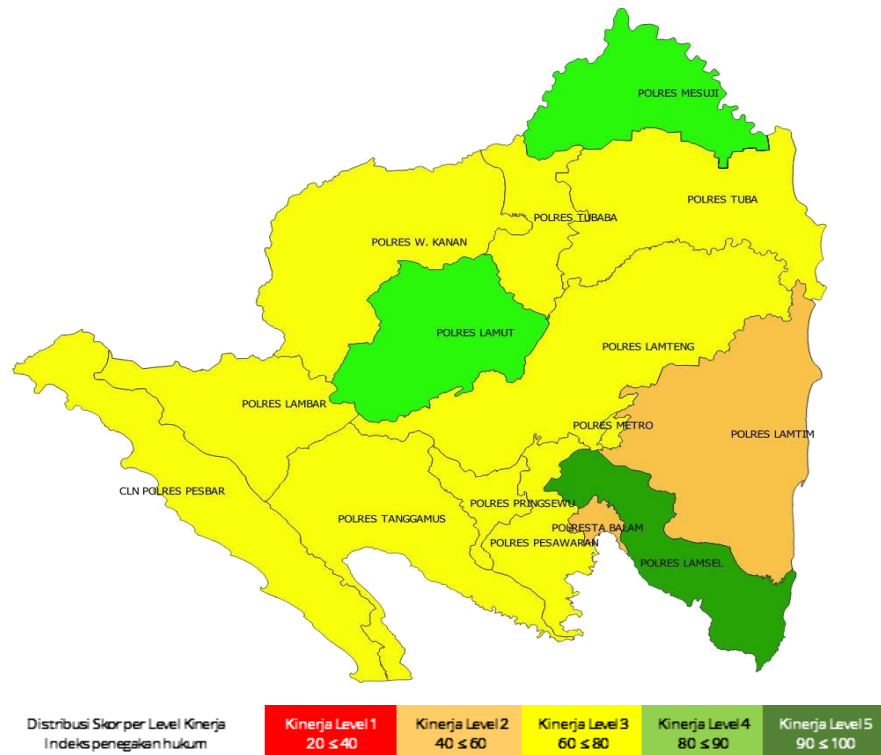 POLRES MESUJI
POLRES TUBA
POLRES TUBABA
POLRES W. KANAN
POLRES LAMUT
POLRES LAMTENG
POLRES LAMBAR
POLRES METRO
POLRES LAMTIM
CLN POLRES PESBAR
POLRES PRINGSEWU
POLRES TANGGAMUS
POLRESTA BALAM
POLRES PESAWARAN
POLRES LAMSEL
Distribusi Skor per Level Kinerja
Indeks penegakan hukum
Kinerja Level 1
20 ≤ 40
Kinerja Level 2
40 ≤ 60
Kinerja Level 3
60 ≤ 80
Kinerja Level 4
80 ≤ 90
Kinerja Level 5
90 ≤ 100